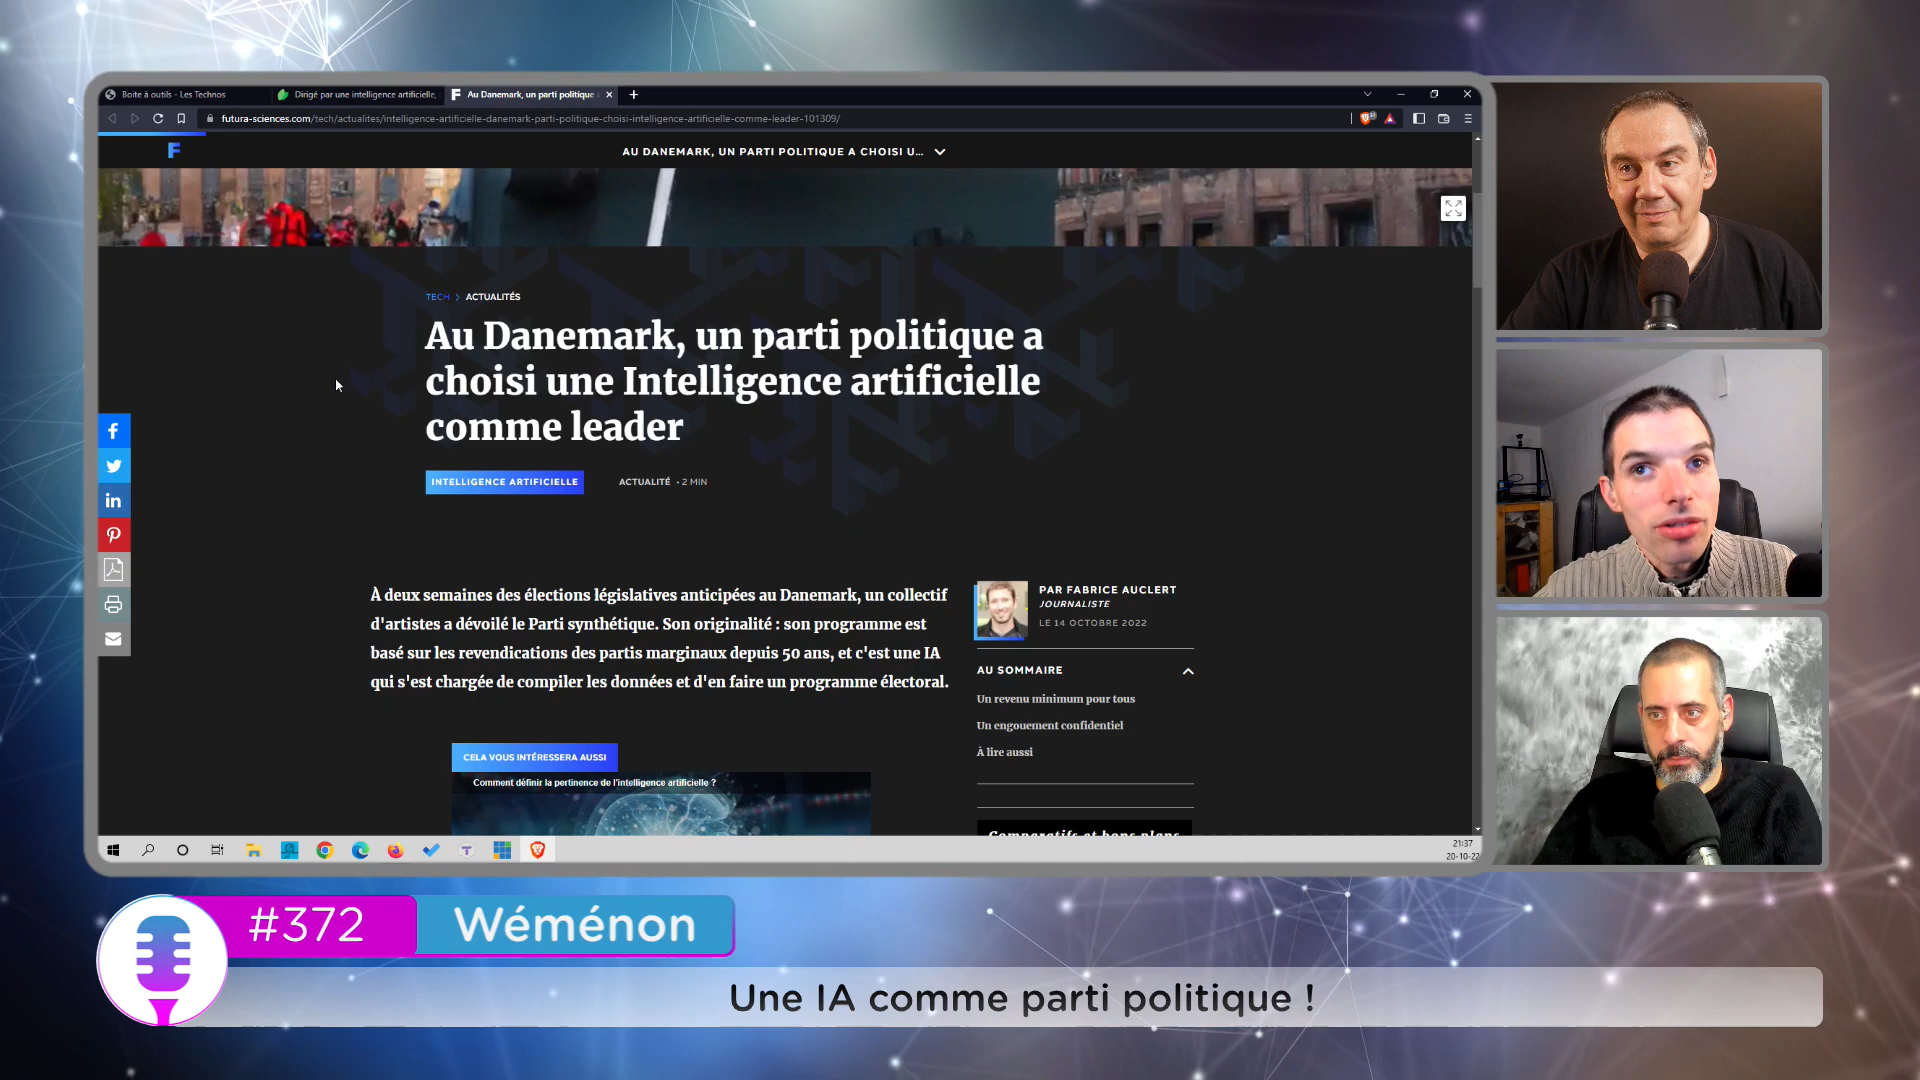 Boite à outils - Les Technos
Dirigé par une intelligence artificielle,
Au Danemark, un parti politique
futura-sciences.com/tech/actualites/intelligence-artificielle-danemark-parti-politique-choisi-intelligence-artificielle-comme-leader-101309/
AU DANEMARK, UN PARTI POLITIQUE A CHOISI U...
TECH > ACTUALITÉS
Au Danemark, un parti politique a
choisi une Intelligence artificielle
comme leader
INTELLIGENCE ARTIFICIELLE
ACTUALITÉ • 2 MIN
À deux semaines des élections législatives anticipées au Danemark, un collectif
d'artistes a dévoilé le Parti synthétique. Son originalité : son programme est
basé sur les revendications des partis marginaux depuis 50 ans, et c'est une IA
qui s'est chargée de compiler les données et d'en faire un programme électoral.
PAR FABRICE AUCLERT
JOURNALISTE
LE 14 OCTOBRE 2022
AU SOMMAIRE
Un revenu minimum pour tous
Un engouement confidentiel
À lire aussi
CELA VOUS INTÉRESSERA AUSSI
Comment définir la pertinence de l'intelligence artificielle ?
Comparatifs et bons plans
21:37
20-10-22
#372
Wéménon
Une IA comme parti politique !